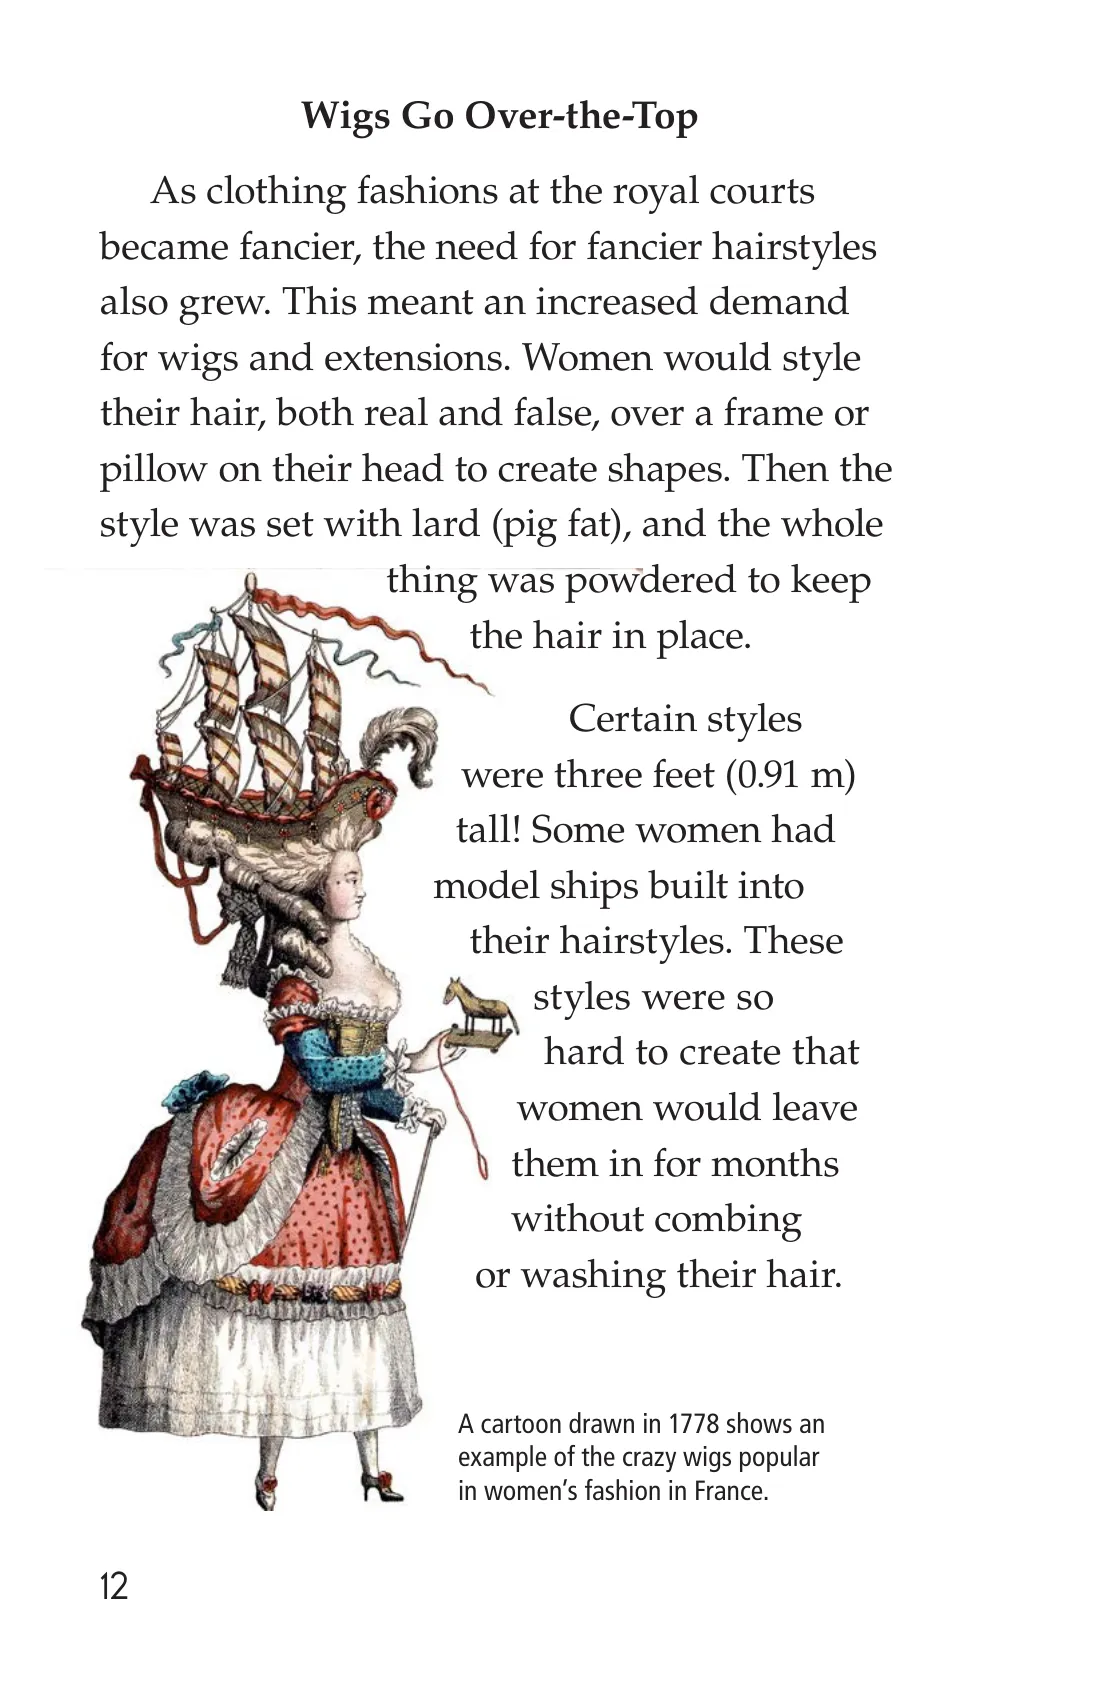 Wigs Go Over-the-Top
As clothing fashions at the royal courts
became fancier, the need for fancier hairstyles
also grew. This meant an increased demand
for wigs and extensions. Women would style
their hair, both real and false, over a frame or
pillow on their head to create shapes. Then the
style was set with lard (pig fat), and the whole
thing was powdered to keep
the hair in place.
Certain styles
were three feet (0.91 m)
tall! Some women had
model ships built into
their hairstyles. These
styles were so
hard to create that
women would leave
them in for months
without combing
or washing their hair.
A cartoon drawn in 1778 shows an
example of the crazy wigs popular
in women’s fashion in France.
12